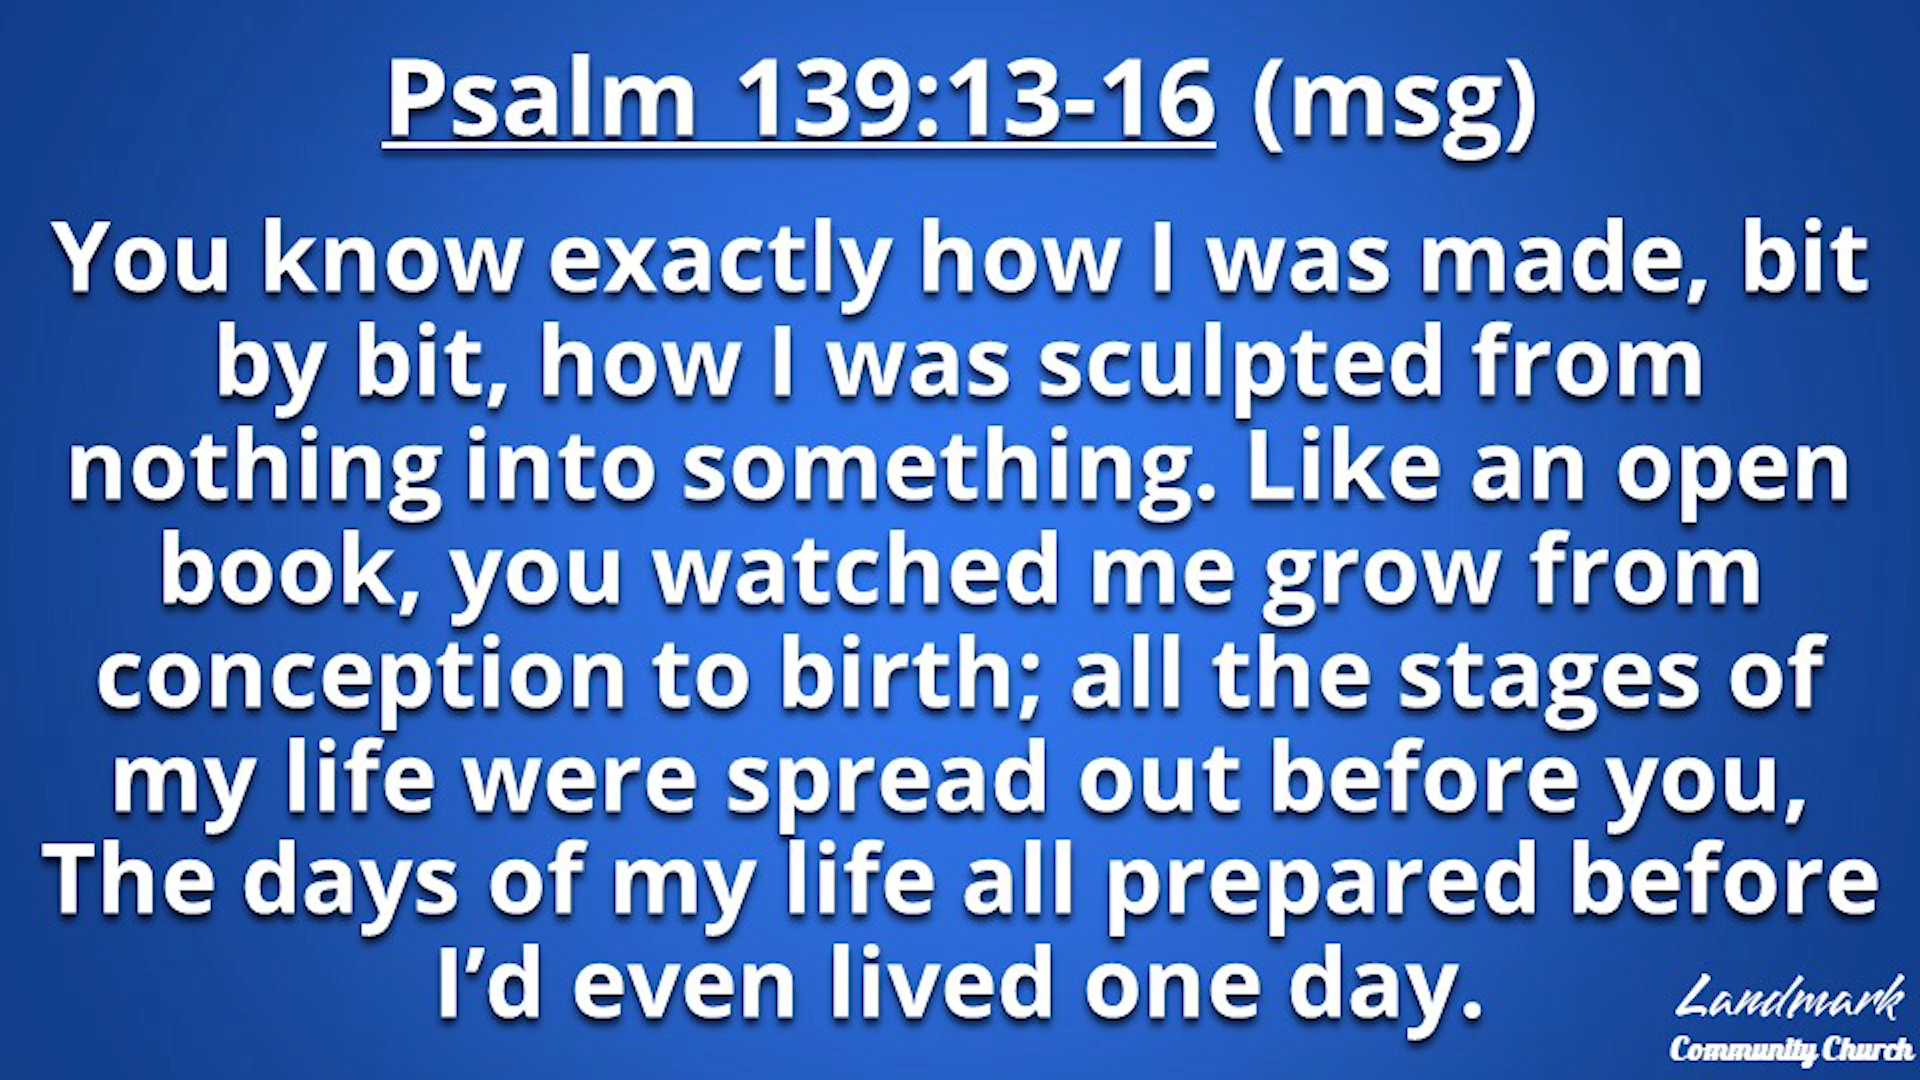 Psalm 139:13-16 (msg)
You know exactly how I was made, bit
by bit, how I was sculpted from
nothing into something. Like an open
book, you watched me grow from
conception to birth; all the stages of
my life were spread out before you,
The days of my life all prepared before
I’d even lived one day.
Landmark
Community Church